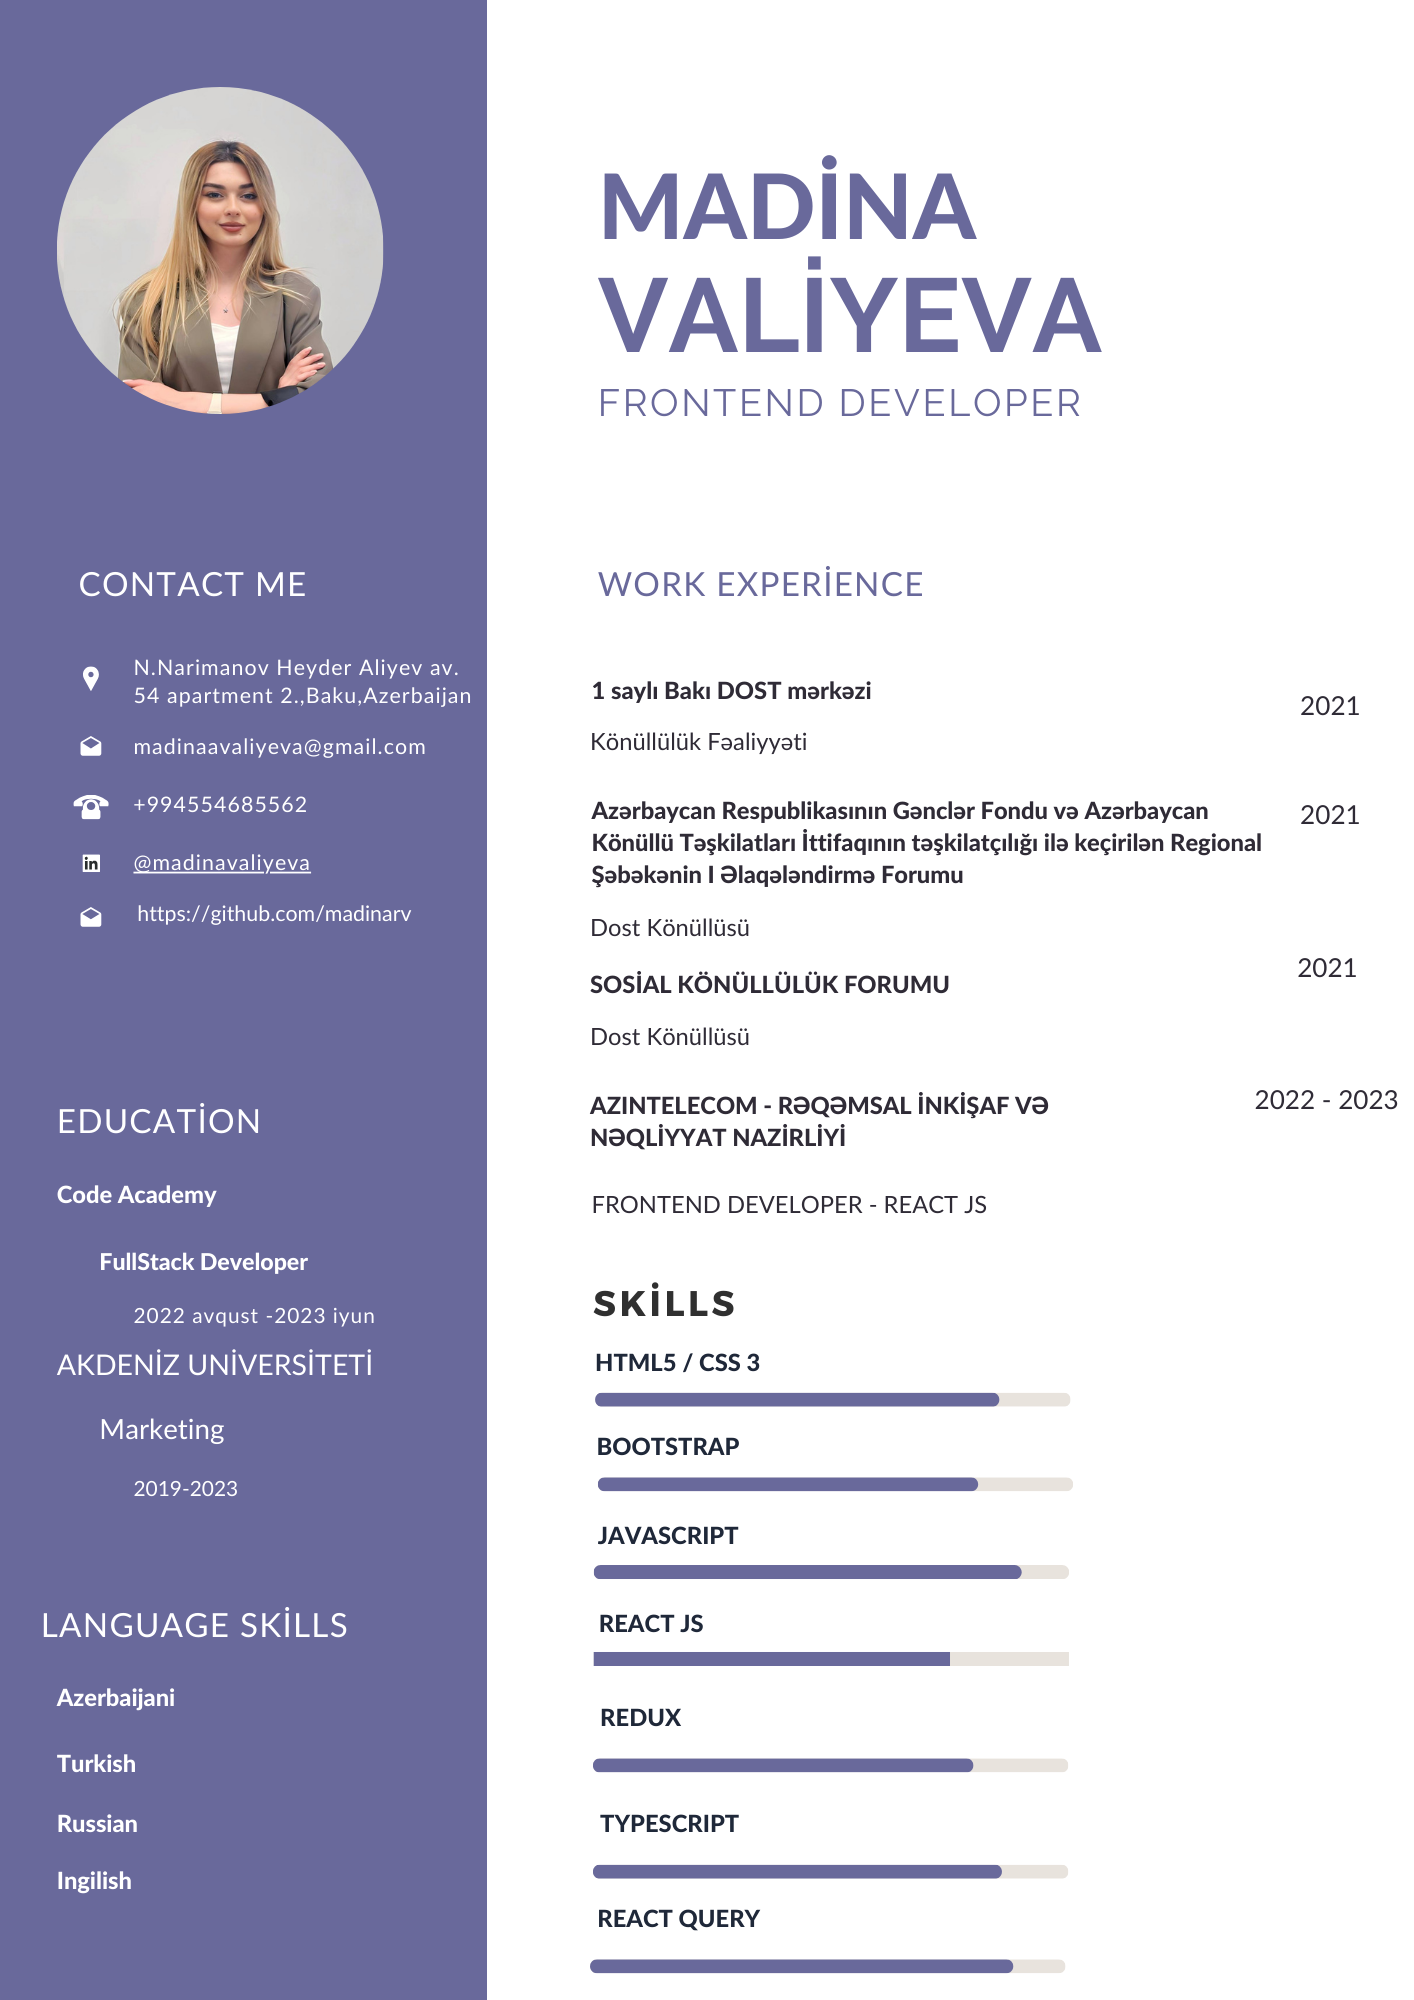 MADİNA
VALİYEVA
FRONTEND DEVELOPER
CONTACT ME
N.Narimanov Heyder Aliyev av.
54 apartment 2.,Baku,Azerbaijan
madinaavaliyeva@gmail.com
+994554685562
@madinavaliyeva
https://github.com/madinarv
EDUCATİON
Code Academy
FullStack Developer
2022 avqust -2023 iyun
AKDENİZ UNİVERSİTETİ
Marketing
2019-2023
LANGUAGE SKİLLS
Azerbaijani
Turkish
Russian
Ingilish
WORK EXPERİENCE
1 saylı Bakı DOST mərkəzi
2021
Könüllülük Fəaliyyəti
Azərbaycan Respublikasının Gənclər Fondu və Azərbaycan
2021
Könüllü Təşkilatları İttifaqının təşkilatçılığı ilə keçirilən Regional
Şəbəkənin I Əlaqələndirmə Forumu
Dost Könüllüsü
2021
SOSİAL KÖNÜLLÜLÜK FORUMU
Dost Könüllüsü
AZINTELECOM - RƏQƏMSAL İNKİŞAF VƏ
2022 - 2023
NƏQLİYYAT NAZİRLİYİ
FRONTEND DEVELOPER - REACT JS
SKİLLS
HTML5 / CSS 3
BOOTSTRAP
JAVASCRIPT
REACT JS
REDUX
TYPESCRIPT
REACT QUERY